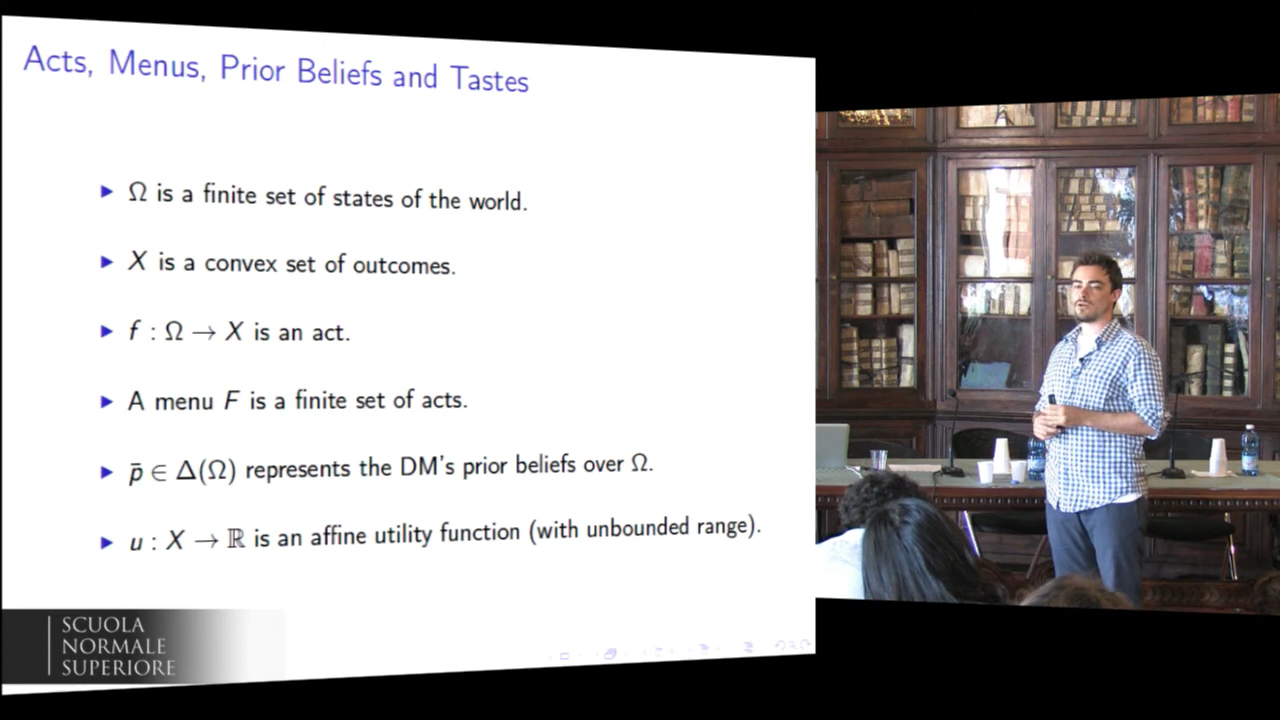 Acts, Menus, Prior Beliefs and Tastes
▶ Ω is a finite set of states of the world.
▶ X is a convex set of outcomes.
▶ f : Ω → X is an act.
▶ A menu F is a finite set of acts.
▶ p̄ ∈ Δ(Ω) represents the DM's prior beliefs over Ω.
▶ u : X → ℝ is an affine utility function (with unbounded range).
SCUOLA
NORMALE
SUPERIORE